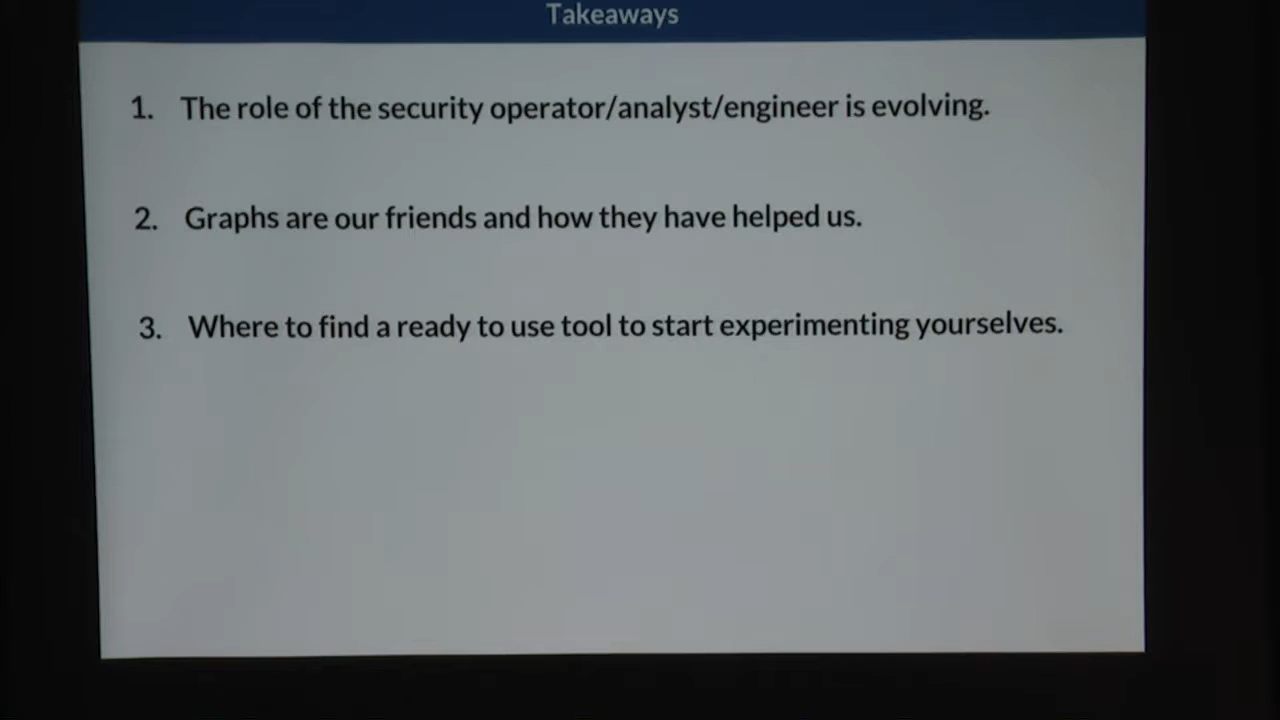 Takeaways
1. The role of the security operator/analyst/engineer is evolving.
2. Graphs are our friends and how they have helped us.
3. Where to find a ready to use tool to start experimenting yourselves.